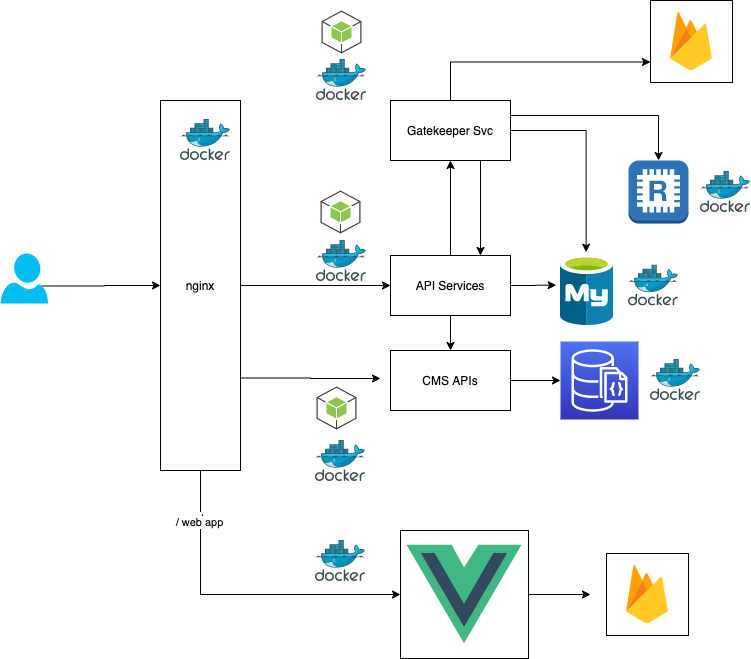 docker
Gatekeeper Svc
docker
R
docker
docker
nginx
API Services
My
docker
CMS APIs
{}
docker
docker
/ web app
docker